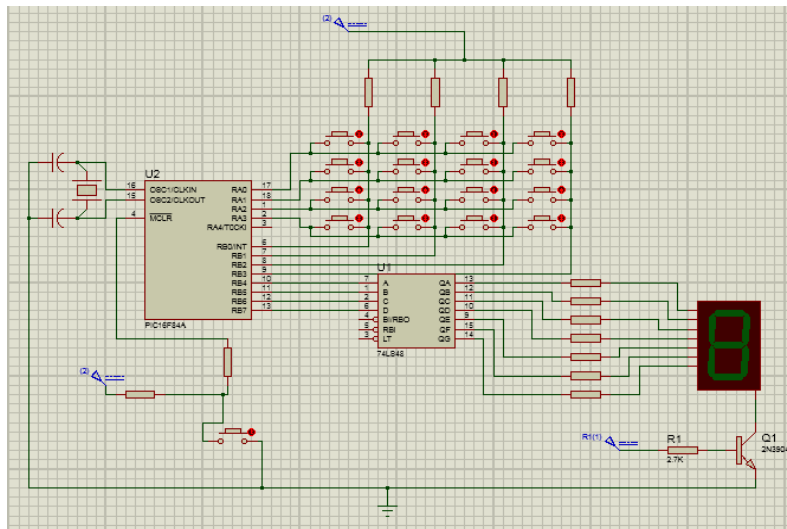 (2)
U2
16 OSC1/CLKIN RA0 17
15 OSC2/CLKOUT RA1 18
RA2 1
4 MCLR RA3 2
RA4/T0CKI 3
RB0/INT 6
RB1 7
RB2 8
RB3 9
RB4 10
RB5 11
RB6 12
RB7 13
PIC16F84A
U1
7 A QA 13
1 B QB 12
2 C QC 11
6 D QD 10
4 BI/RBO QE 9
5 RBI QF 15
3 LT QG 14
74LS48
(2)
R1(1)
R1
2.7K
Q1
2N3904